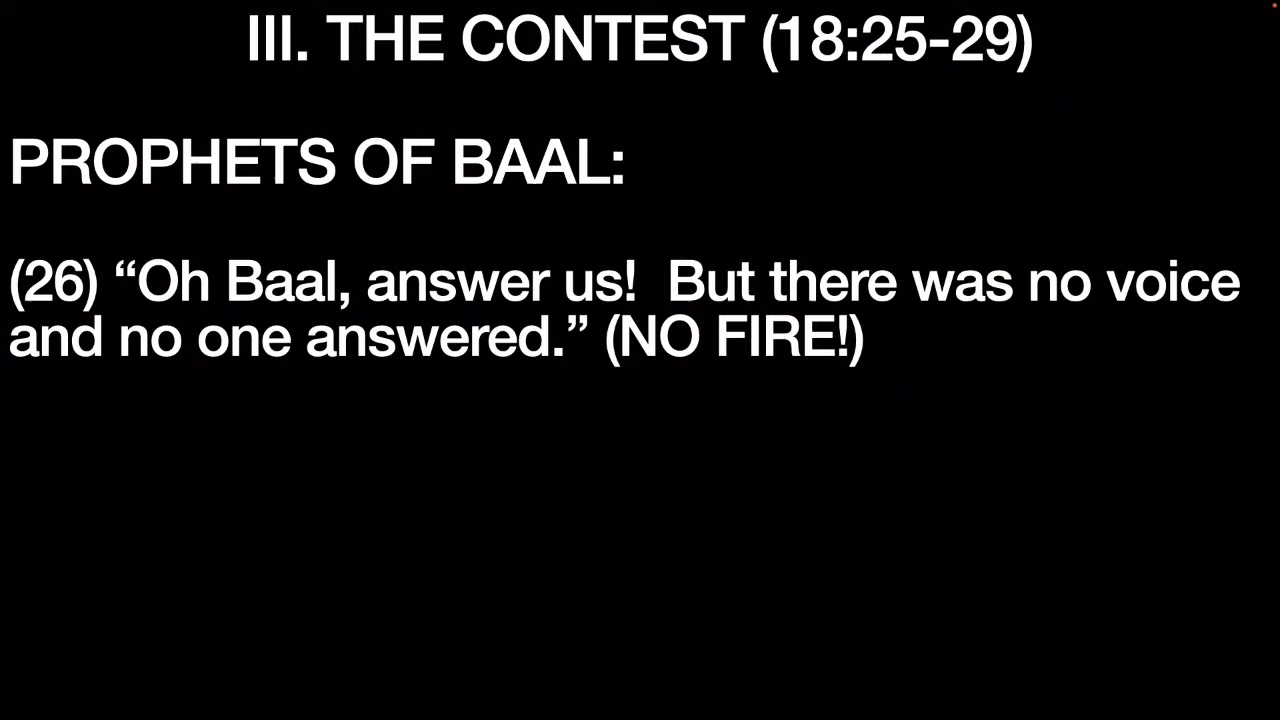 III. THE CONTEST (18:25-29)
PROPHETS OF BAAL:
(26) “Oh Baal, answer us!  But there was no voice
and no one answered.” (NO FIRE!)